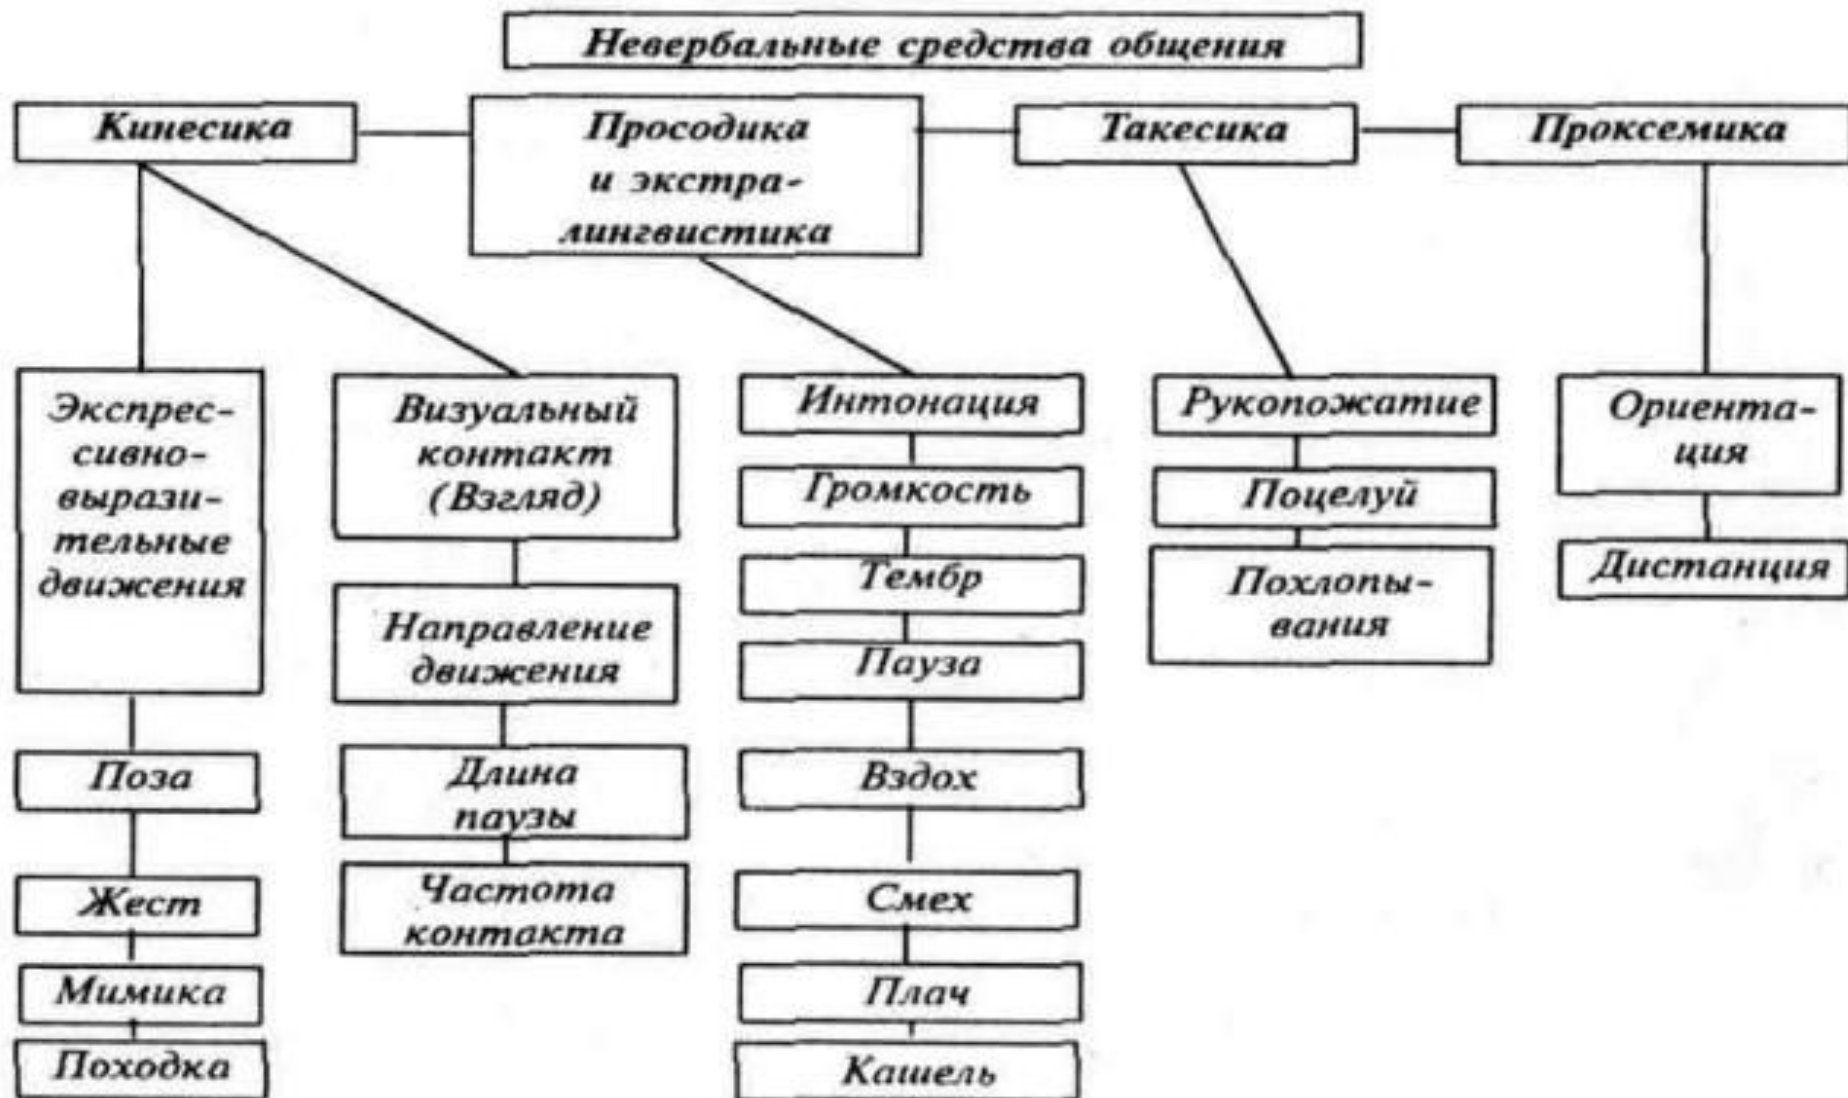 Невербальные средства общения
Кинесика
Просодика
и экстра-
лингвистика
Такесика
Проксемика
Экспрес-
сивно-
вырази-
тельные
движения
Поза
Жест
Мимика
Походка
Визуальный
контакт
(Взгляд)
Направление
движения
Длина
паузы
Частота
контакта
Интонация
Громкость
Тембр
Пауза
Вздох
Смех
Плач
Кашель
Рукопожатие
Поцелуй
Похлопы-
вания
Ориента-
ция
Дистанция